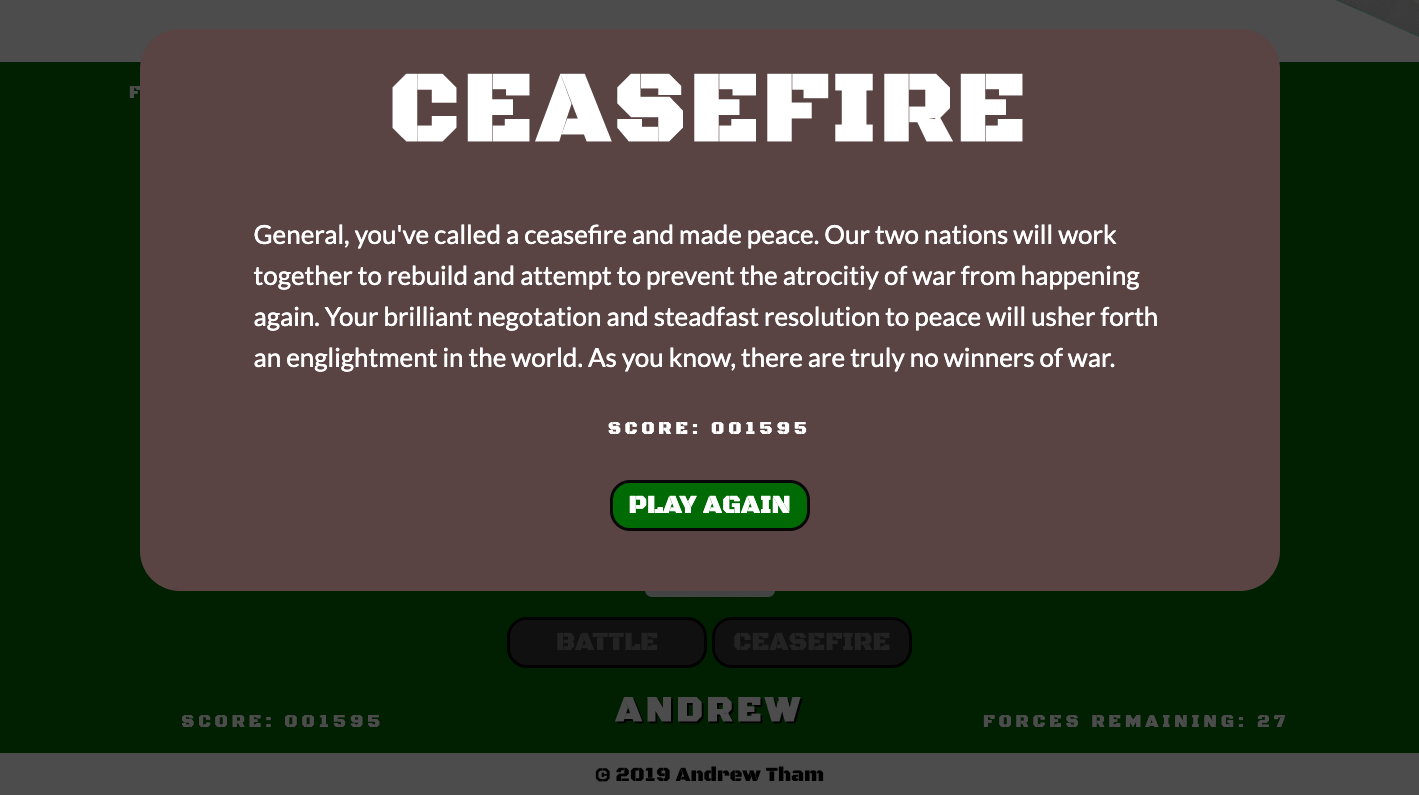 CEASEFIRE
General, you've called a ceasefire and made peace. Our two nations will work
together to rebuild and attempt to prevent the atrocitiy of war from happening
again. Your brilliant negotation and steadfast resolution to peace will usher forth
an englightment in the world. As you know, there are truly no winners of war.
SCORE: 001595
PLAY AGAIN
BATTLE CEASEFIRE
SCORE: 001595 ANDREW FORCES REMAINING: 27
© 2019 Andrew Tham